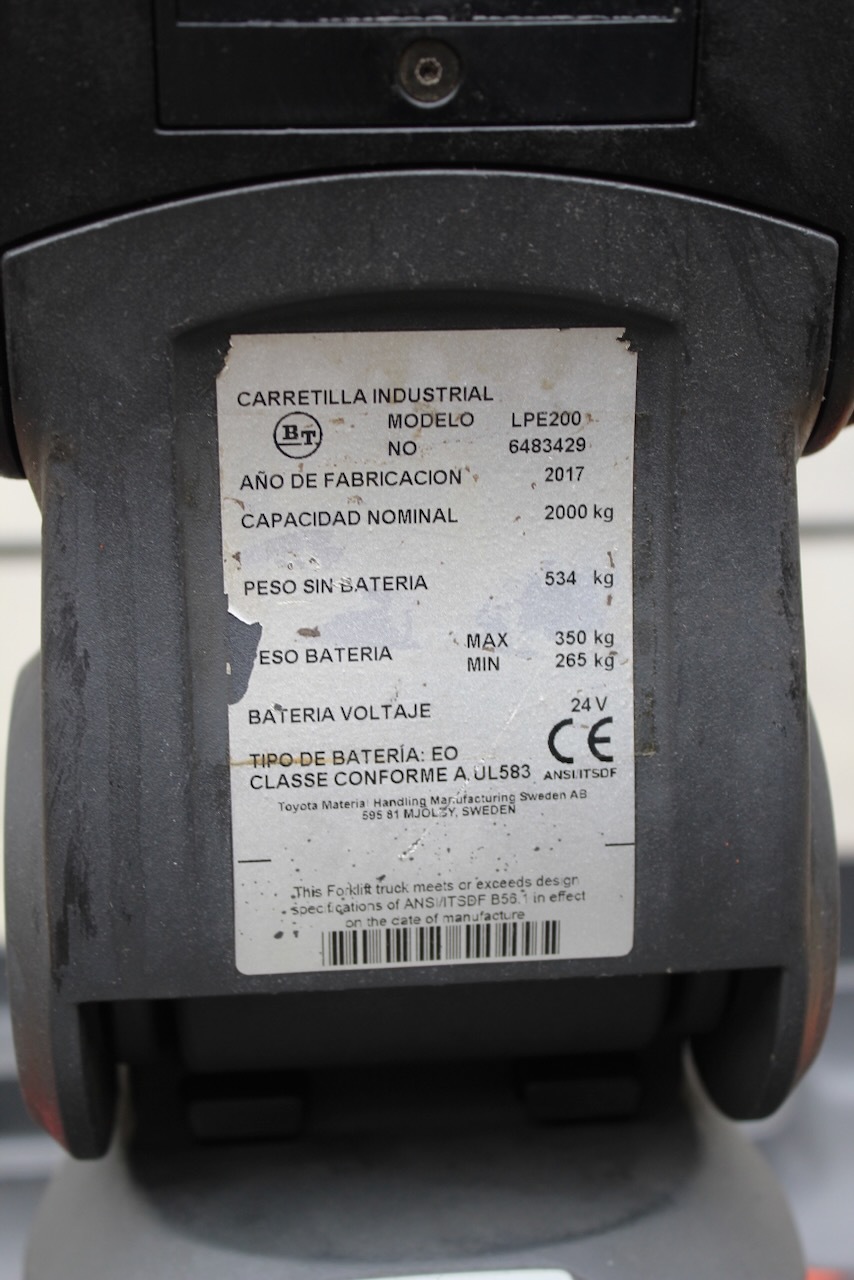 CARRETILLA INDUSTRIAL
BT
MODELO LPE200
NO 6483429
AÑO DE FABRICACION 2017
CAPACIDAD NOMINAL 2000 kg
PESO SIN BATERIA 534 kg
ESO BATERIA MAX 350 kg
MIN 265 kg
BATERIA VOLTAJE 24 V
TIPO DE BATERÍA: EO CE
CLASSE CONFORME A UL583 ANSI.ITSDF
Toyota Material Handling Manufacturing Sweden AB
595 81 MJOLBY, SWEDEN
This Forklift truck meets or exceeds design
specifications of ANSI/ITSDF B56.1 in effect
on the date of manufacture